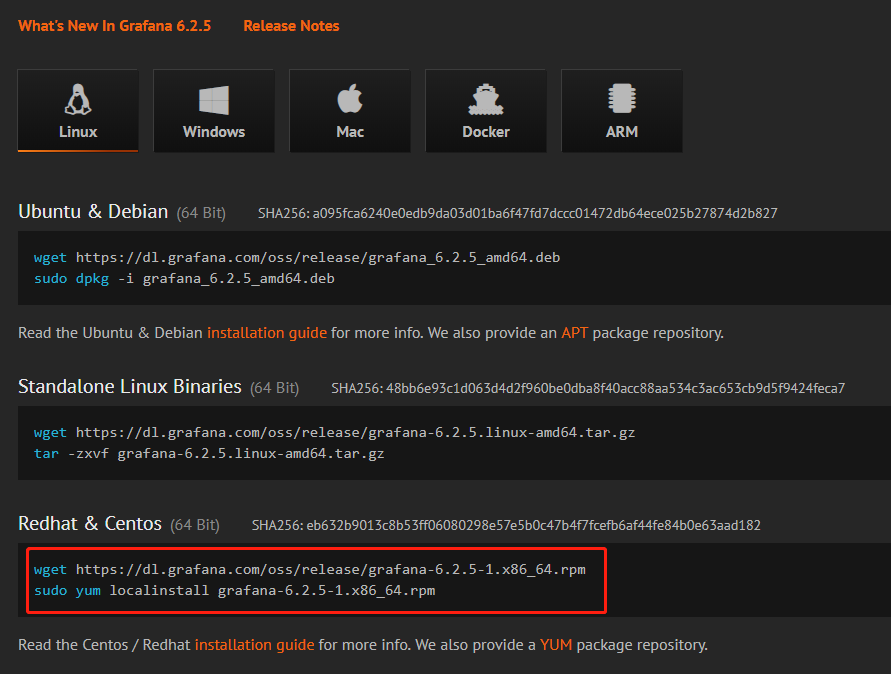 What's New In Grafana 6.2.5 Release Notes
Linux Windows Mac Docker ARM
Ubuntu & Debian (64 Bit) SHA256: a095fca6240e0edb9da03d01ba6f47fd7dccc01472db64ece025b27874d2b827
wget https://dl.grafana.com/oss/release/grafana_6.2.5_amd64.deb
sudo dpkg -i grafana_6.2.5_amd64.deb
Read the Ubuntu & Debian installation guide for more info. We also provide an APT package repository.
Standalone Linux Binaries (64 Bit) SHA256: 48bb6e93c1d063d4d2f960be0dba8f40acc88aa534c3ac653cb9d5f9424feca7
wget https://dl.grafana.com/oss/release/grafana-6.2.5.linux-amd64.tar.gz
tar -zxvf grafana-6.2.5.linux-amd64.tar.gz
Redhat & Centos (64 Bit) SHA256: eb632b9013c8b53ff06080298e57e5b0c47b4f7fcefb6af44fe84b0e63aad182
wget https://dl.grafana.com/oss/release/grafana-6.2.5-1.x86_64.rpm
sudo yum localinstall grafana-6.2.5-1.x86_64.rpm
Read the Centos / Redhat installation guide for more info. We also provide a YUM package repository.